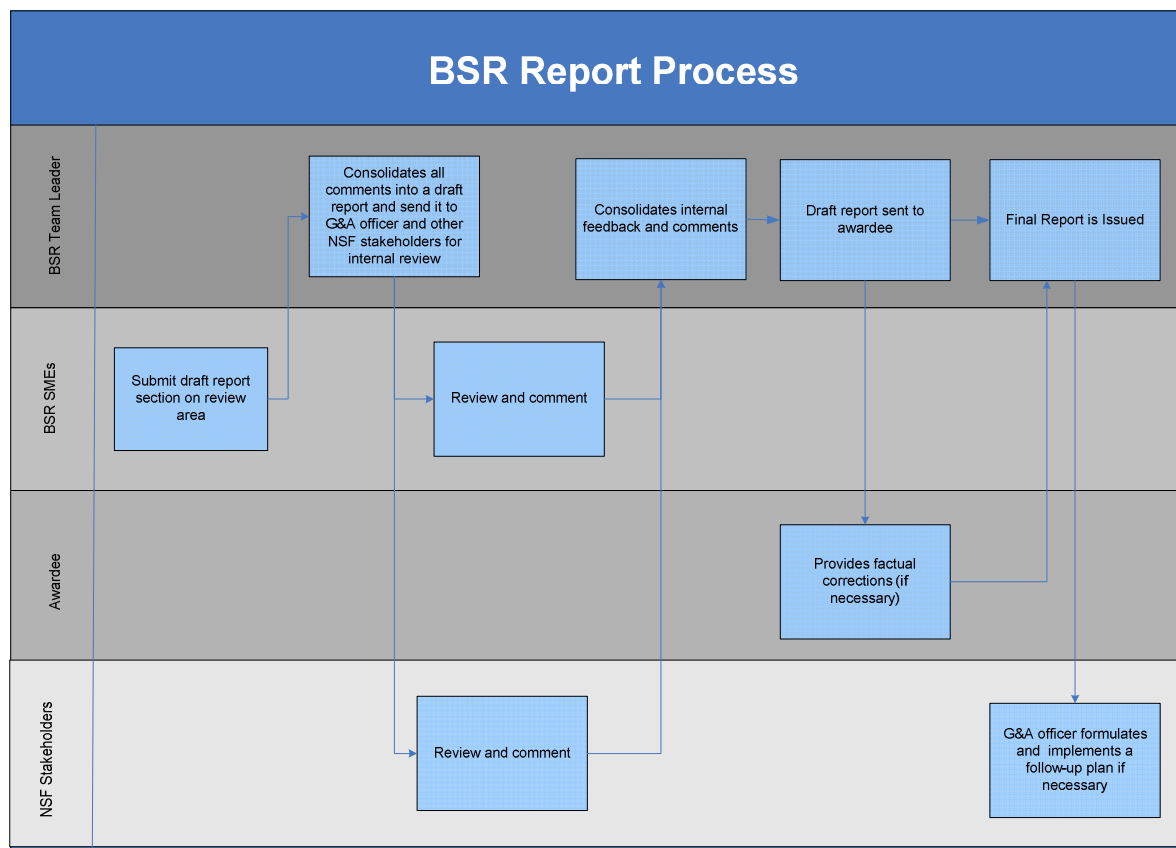 BSR Report Process
BSR Team Leader
Consolidates all
comments into a draft
report and send it to
G&A officer and other
NSF stakeholders for
internal review
Consolidates internal
feedback and comments
Draft report sent to
awardee
Final Report is Issued
BSR SMEs
Submit draft report
section on review
area
Review and comment
Awardee
Provides factual
corrections (if
necessary)
NSF Stakeholders
Review and comment
G&A officer formulates
and implements a
follow-up plan if
necessary